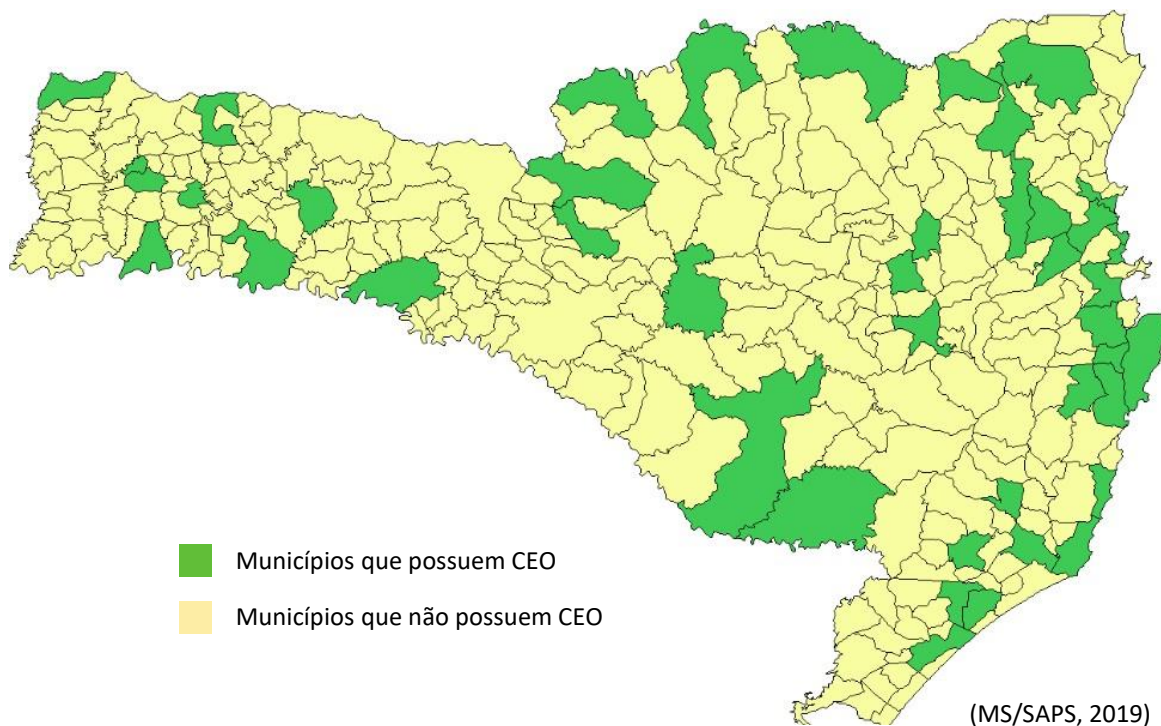 Municípios que possuem CEO
Municípios que não possuem CEO
(MS/SAPS, 2019)